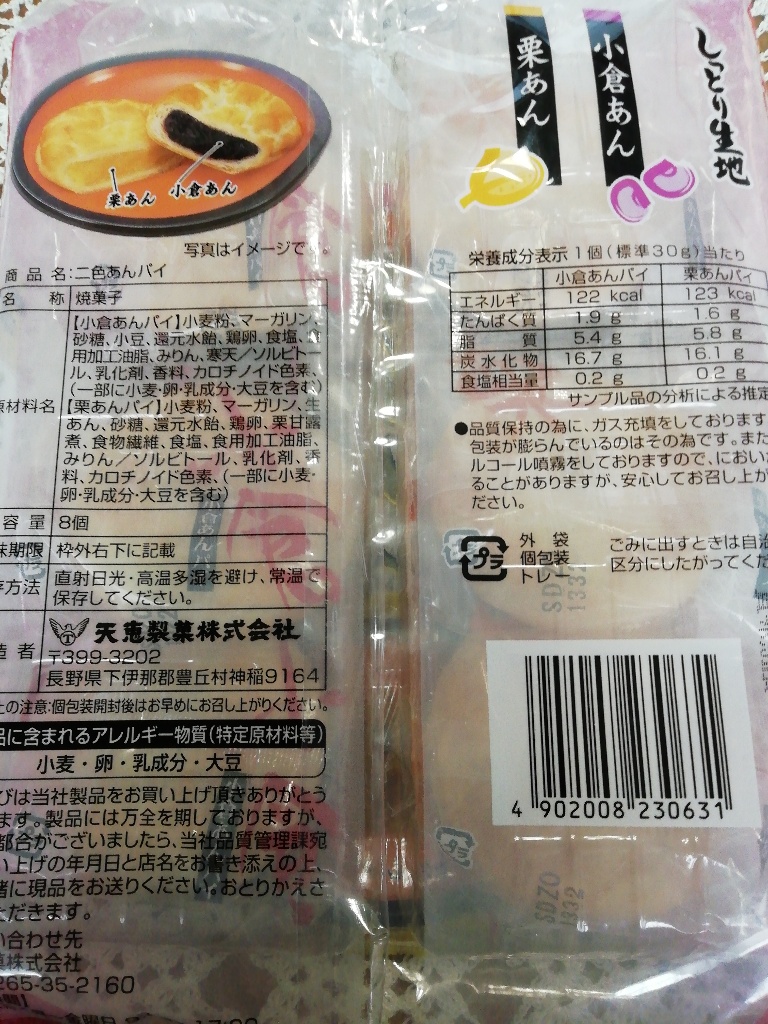 しっとり生地
小倉あん
栗あん
栗あん
小倉あん
写真はイメージです。
商品名:二色あんパイ
名 称 焼菓子
原材料名
【小倉あんパイ】小麦粉、マーガリン、
砂糖、小豆、還元水飴、鶏卵、食塩、食
用加工油脂、みりん、寒天/ソルビトー
ル、乳化剤、香料、カロチノイド色素、
(一部に小麦・卵・乳成分・大豆を含む)
【栗あんパイ】小麦粉、マーガリン、生
あん、砂糖、還元水飴、鶏卵、栗甘露
煮、食物繊維、食塩、食用加工油脂、
みりん/ソルビトール、乳化剤、香
料、カロチノイド色素、(一部に小麦・
卵・乳成分・大豆を含む)
容量 8個
味期限 枠外右下に記載
存方法 直射日光・高温多湿を避け、常温で
保存してください。
造者 天恵製菓株式会社
〒399-3202
長野県下伊那郡豊丘村神稲9164
上の注意:個包装開封後はお早めにお召し上がりください。
品に含まれるアレルギー物質(特定原材料等)
小麦・卵・乳成分・大豆
びは当社製品をお買い上げ頂きありがとう
ます。製品には万全を期しておりますが、
都合がございましたら、当社品質管理課宛
い上げの年月日と店名をお書き添えの上、
緒に現品をお送りください。おとりかえさ
ただきます。
い合わせ先
菓株式会社
265-35-2160
栄養成分表示 1個(標準30g)当たり
小倉あんパイ 栗あんパイ
エネルギー 122 kcal 123 kcal
たんぱく質 1.9 g 1.6 g
脂質 5.4 g 5.8 g
炭水化物 16.7 g 16.1 g
食塩相当量 0.2 g 0.2 g
サンプル品の分析による推定
●品質保持の為に、ガス充填をしております
包装が膨らんでいるのはその為です。また
ルコール噴霧をしておりますので、におい
ることがありますが、安心してお召し上が
ださい。
プラ
外 袋
個包装
トレー
ごみに出すときは自治
区分にしたがってくだ
4 902008 230631
プラ